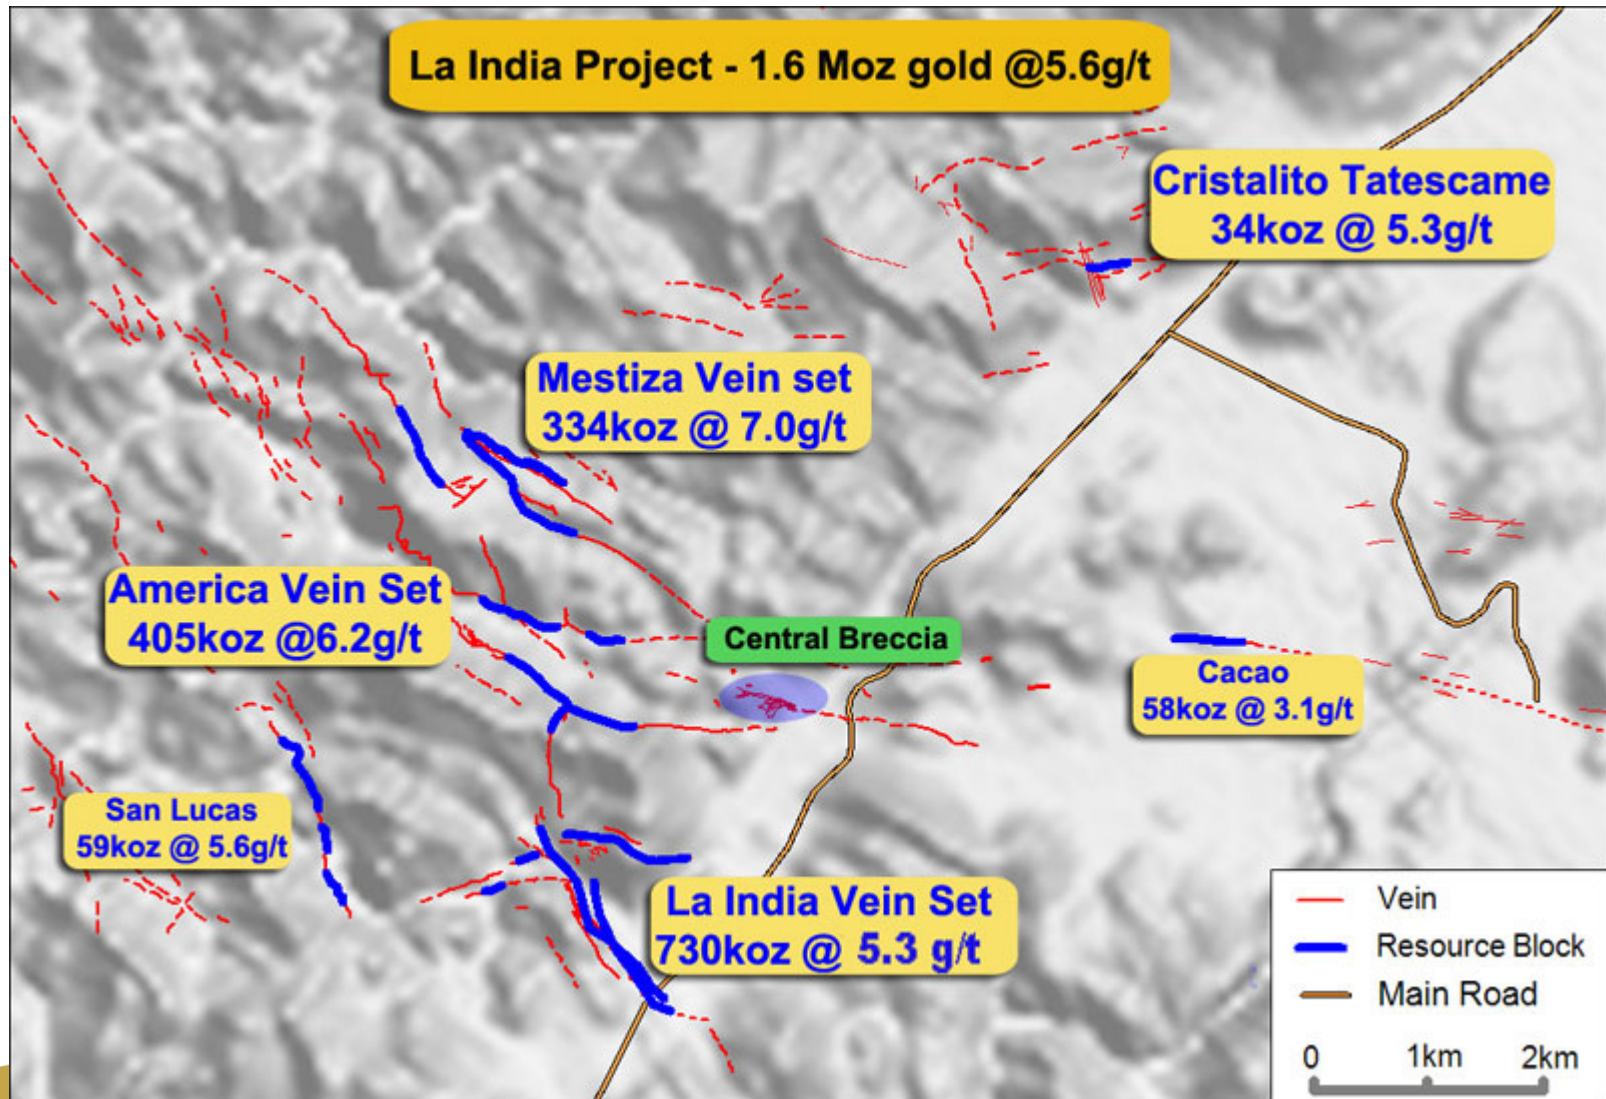 La India Project - 1.6 Moz gold @5.6g/t
Cristalito Tatescame
34koz @ 5.3g/t
Mestiza Vein set
334koz @ 7.0g/t
America Vein Set
405koz @6.2g/t
Central Breccia
Cacao
58koz @ 3.1g/t
San Lucas
59koz @ 5.6g/t
La India Vein Set
730koz @ 5.3 g/t
Vein
Resource Block
Main Road
0 1km 2km